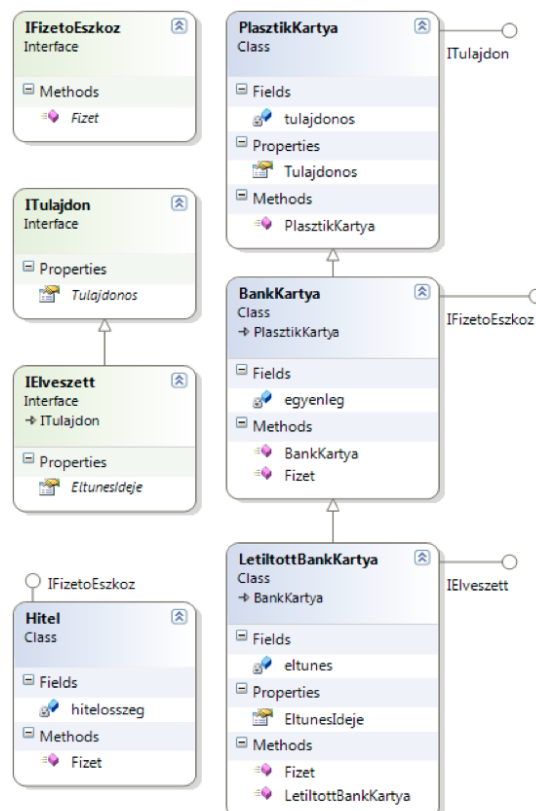 IFizetoEszkoz
Interface
Methods
Fizet
ITulajdon
Interface
Properties
Tulajdonos
IElveszett
Interface
ITulajdon
Properties
EltunesIdeje
IFizetoEszkoz
Hitel
Class
Fields
hitelosszeg
Methods
Fizet
PlasztikKartya
Class
ITulajdon
Fields
tulajdonos
Properties
Tulajdonos
Methods
PlasztikKartya
BankKartya
Class
PlasztikKartya
IFizetoEszkoz
Fields
egyenleg
Methods
BankKartya
Fizet
LetiltottBankKartya
Class
BankKartya
IElveszett
Fields
eltunes
Properties
EltunesIdeje
Methods
Fizet
LetiltottBankKartya